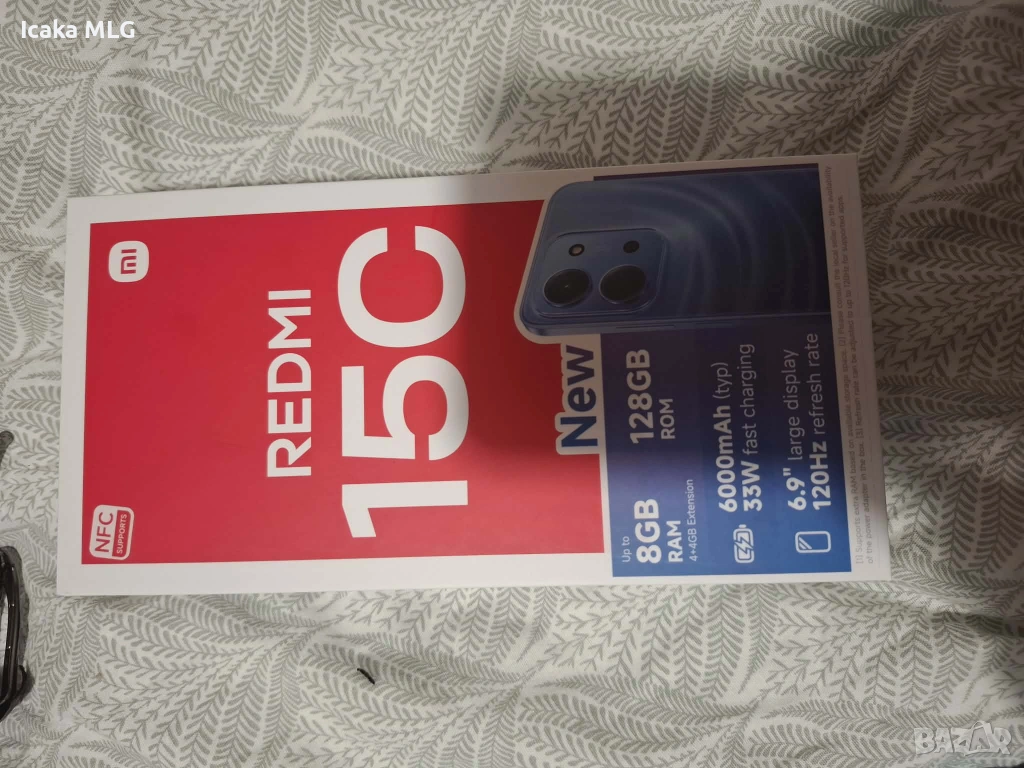 Icaka MLG
mi
NFC
SUPPORTS
REDMI
15C
New
Up to
8GB
RAM
4+4GB Extension
128GB
ROM
6000mAh (typ)
33W fast charging
6.9" large display
120Hz refresh rate
BAZAR